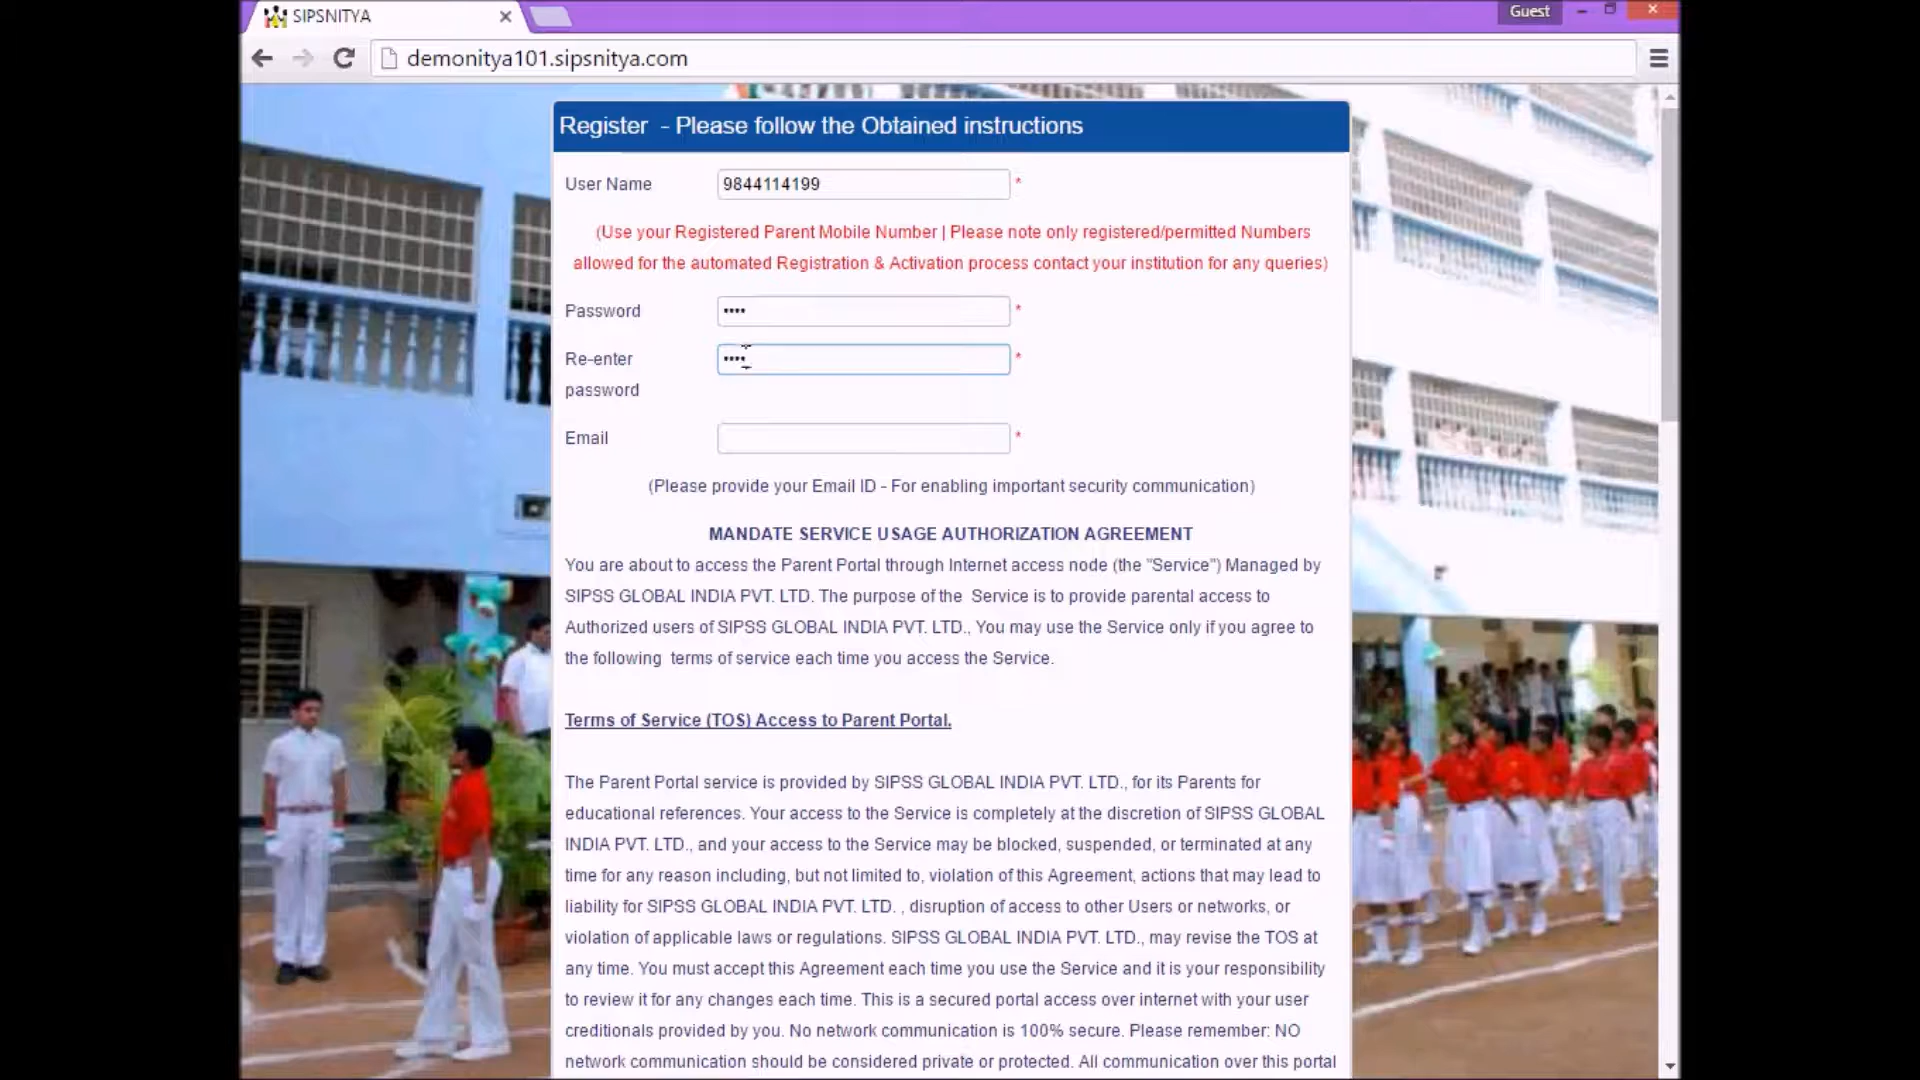 SIPSNITYA
Guest
demonitya101.sipsnitya.com
Register - Please follow the Obtained instructions
User Name 9844114199 *
(Use your Registered Parent Mobile Number | Please note only registered/permitted Numbers
allowed for the automated Registration & Activation process contact your institution for any queries)
Password •••• *
Re-enter •••• *
password
Email *
(Please provide your Email ID - For enabling important security communication)
MANDATE SERVICE USAGE AUTHORIZATION AGREEMENT
You are about to access the Parent Portal through Internet access node (the "Service") Managed by
SIPSS GLOBAL INDIA PVT. LTD. The purpose of the Service is to provide parental access to
Authorized users of SIPSS GLOBAL INDIA PVT. LTD., You may use the Service only if you agree to
the following terms of service each time you access the Service.
Terms of Service (TOS) Access to Parent Portal.
The Parent Portal service is provided by SIPSS GLOBAL INDIA PVT. LTD., for its Parents for
educational references. Your access to the Service is completely at the discretion of SIPSS GLOBAL
INDIA PVT. LTD., and your access to the Service may be blocked, suspended, or terminated at any
time for any reason including, but not limited to, violation of this Agreement, actions that may lead to
liability for SIPSS GLOBAL INDIA PVT. LTD. , disruption of access to other Users or networks, or
violation of applicable laws or regulations. SIPSS GLOBAL INDIA PVT. LTD., may revise the TOS at
any time. You must accept this Agreement each time you use the Service and it is your responsibility
to review it for any changes each time. This is a secured portal access over internet with your user
creditionals provided by you. No network communication is 100% secure. Please remember: NO
network communication should be considered private or protected. All communication over this portal